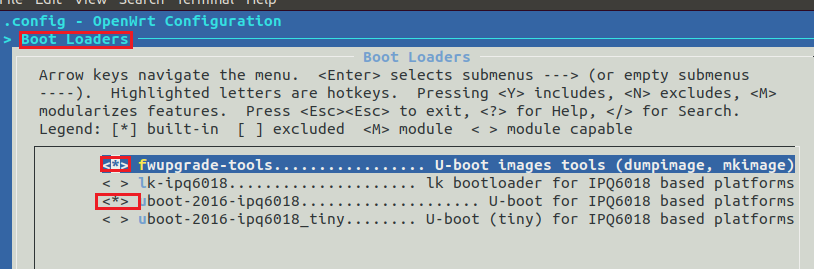 File Edit View Search Terminal Help
.config - OpenWrt Configuration
> Boot Loaders
Boot Loaders
Arrow keys navigate the menu.  <Enter> selects submenus ---> (or empty submenus
----).  Highlighted letters are hotkeys.  Pressing <Y> includes, <N> excludes, <M>
modularizes features.  Press <Esc><Esc> to exit, <?> for Help, </> for Search.
Legend: [*] built-in  [ ] excluded  <M> module  < > module capable
<*> fwupgrade-tools................. U-boot images tools (dumpimage, mkimage)
< > lk-ipq6018..................... lk bootloader for IPQ6018 based platforms
<*> uboot-2016-ipq6018.................... U-boot for IPQ6018 based platforms
< > uboot-2016-ipq6018_tiny........ U-boot (tiny) for IPQ6018 based platforms